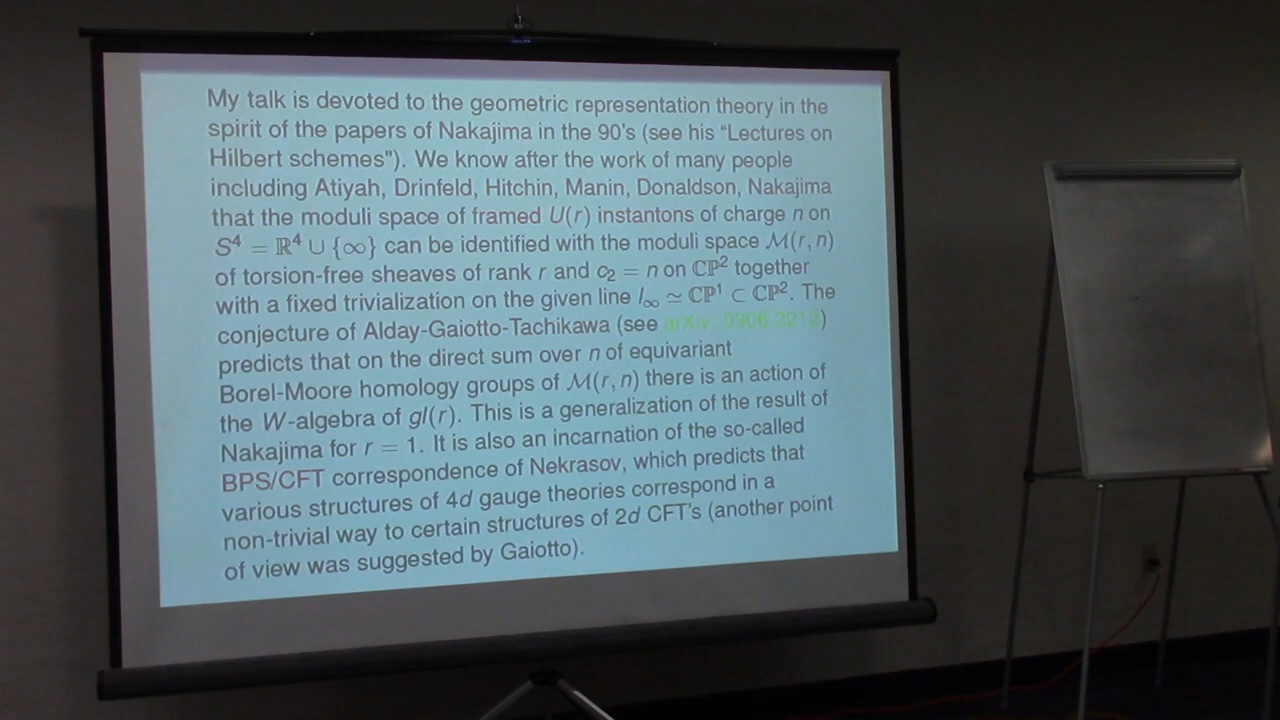 My talk is devoted to the geometric representation theory in the
spirit of the papers of Nakajima in the 90's (see his "Lectures on
Hilbert schemes"). We know after the work of many people
including Atiyah, Drinfeld, Hitchin, Manin, Donaldson, Nakajima
that the moduli space of framed U(r) instantons of charge n on
S⁴ = ℝ⁴ ∪ {∞} can be identified with the moduli space ℳ(r, n)
of torsion-free sheaves of rank r and c₂ = n on ℂℙ² together
with a fixed trivialization on the given line l∞ ≃ ℂℙ¹ ⊂ ℂℙ². The
conjecture of Alday-Gaiotto-Tachikawa (see arXiv: 0906.3219)
predicts that on the direct sum over n of equivariant
Borel-Moore homology groups of ℳ(r, n) there is an action of
the W-algebra of gl(r). This is a generalization of the result of
Nakajima for r = 1. It is also an incarnation of the so-called
BPS/CFT correspondence of Nekrasov, which predicts that
various structures of 4d gauge theories correspond in a
non-trivial way to certain structures of 2d CFT's (another point
of view was suggested by Gaiotto).